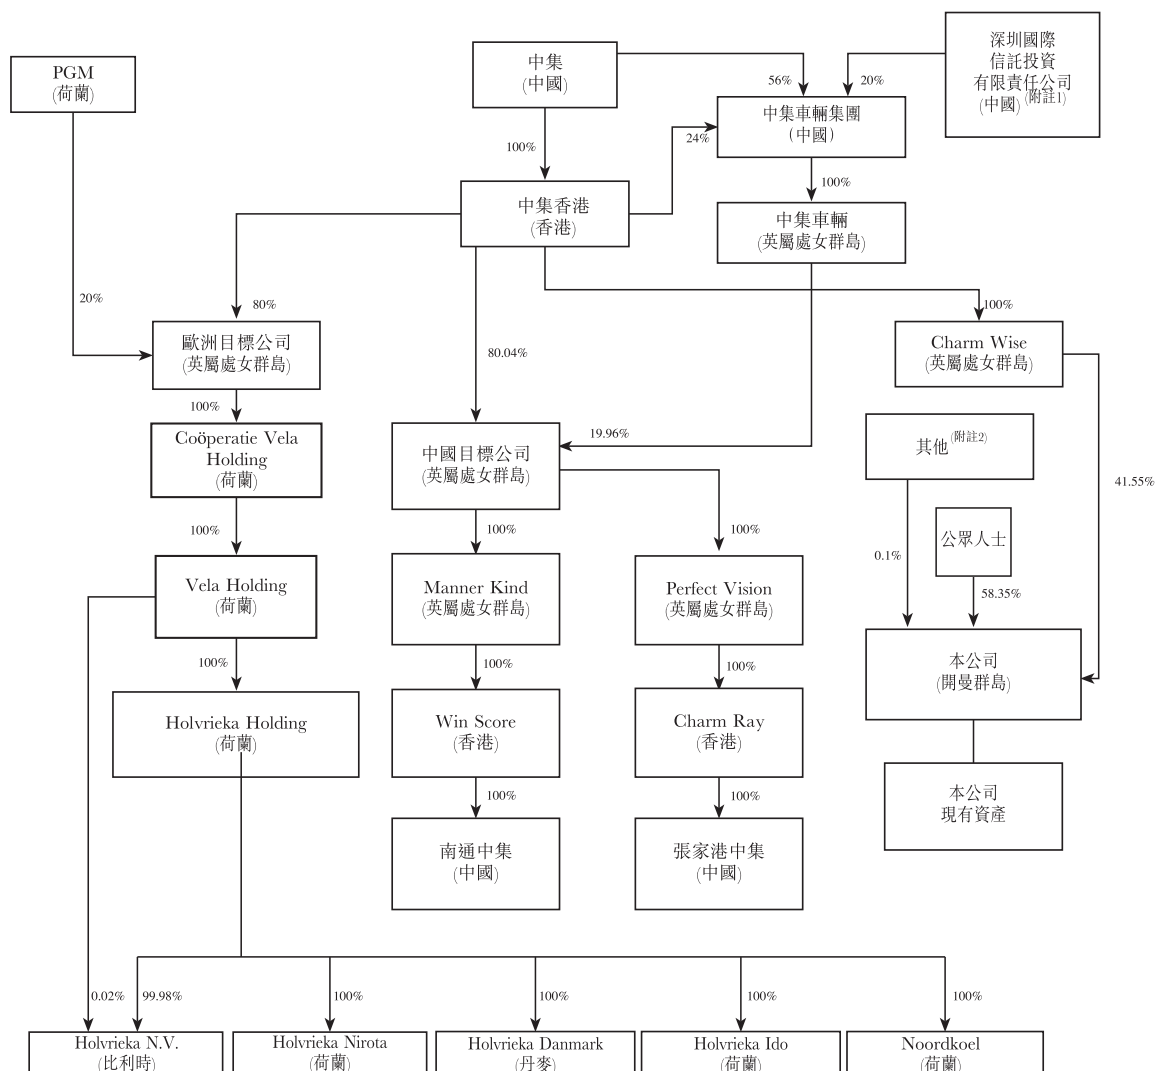 深圳國際
信託投資
有限責任公司
(中國)(附註1)
中集
(中國)
PGM
(荷蘭)
56%
20%
中集車輛集團
(中國)
24%
100%
100%
中集香港
(香港)
中集車輛
(英屬處女群島)
20%
80%
100%
歐洲目標公司
(英屬處女群島)
80.04%
Charm Wise
(英屬處女群島)
100%
Coöperatie Vela
Holding
(荷蘭)
19.96%
中國目標公司
(英屬處女群島)
其他(附註2)
41.55%
100%
100%
100%
0.1%
公眾人士
Vela Holding
(荷蘭)
Manner Kind
(英屬處女群島)
Perfect Vision
(英屬處女群島)
58.35%
100%
100%
100%
本公司
(開曼群島)
Holvrieka Holding
(荷蘭)
Win Score
(香港)
Charm Ray
(香港)
100%
100%
本公司
現有資產
南通中集
(中國)
張家港中集
(中國)
0.02%
99.98%
100%
100%
100%
100%
Holvrieka N.V.
(比利時)
Holvrieka Nirota
(荷蘭)
Holvrieka Danmark
(丹麥)
Holvrieka Ido
(荷蘭)
Noordkoel
(荷蘭)